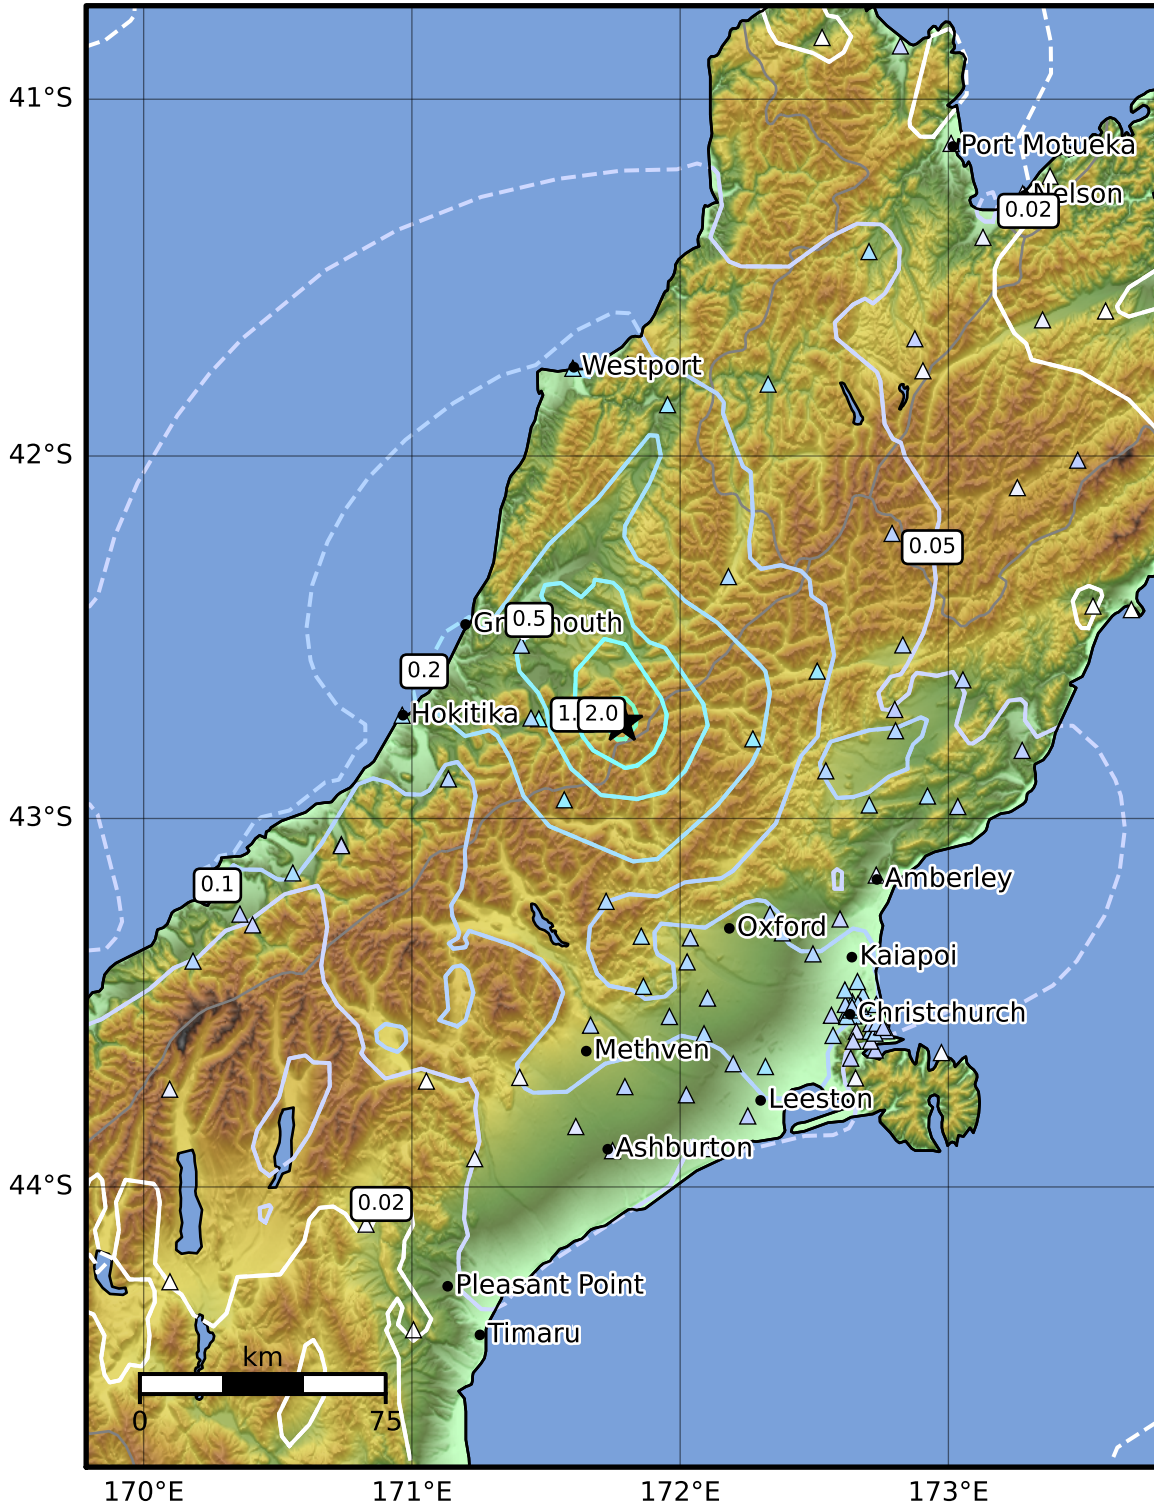 41°S
Port Motueka
Nelson
0.02
Westport
42°S
0.05
0.5
0.2
Hokitika
2.0
43°S
0.1
Amberley
Oxford
Kaiapoi
Christchurch
Methven
Leeston
Ashburton
44°S
0.02
Pleasant Point
Timaru
km
0
75
170°E
171°E
172°E
173°E